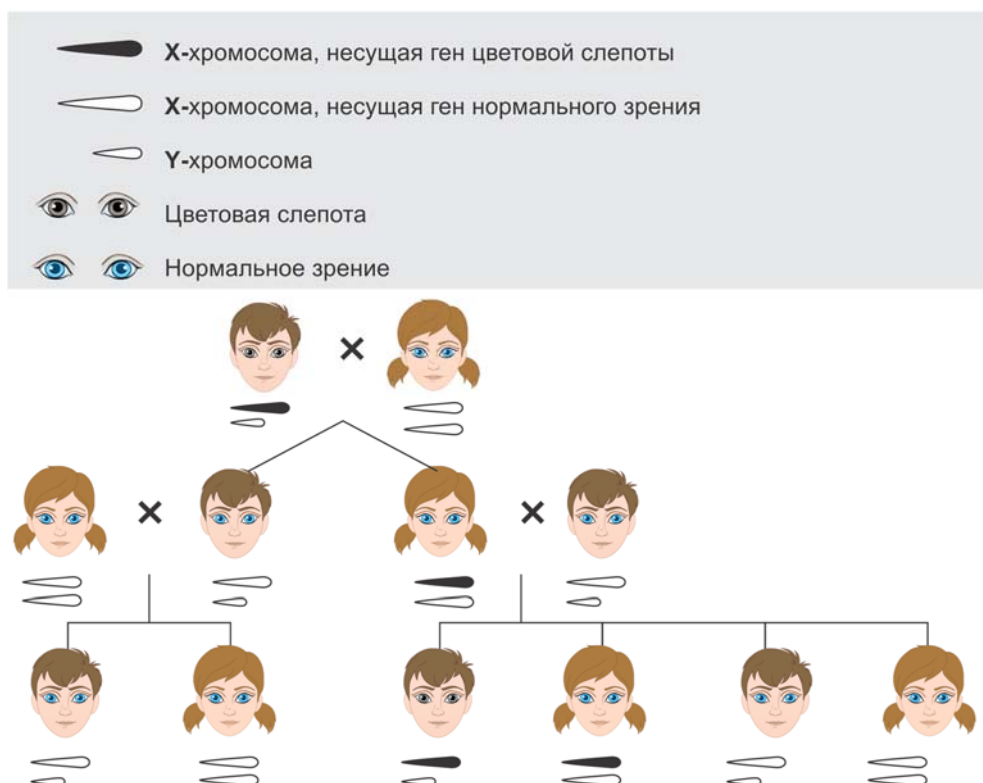 X-хромосома, несущая ген цветовой слепоты
X-хромосома, несущая ген нормального зрения
Y-хромосома
Цветовая слепота
Нормальное зрение